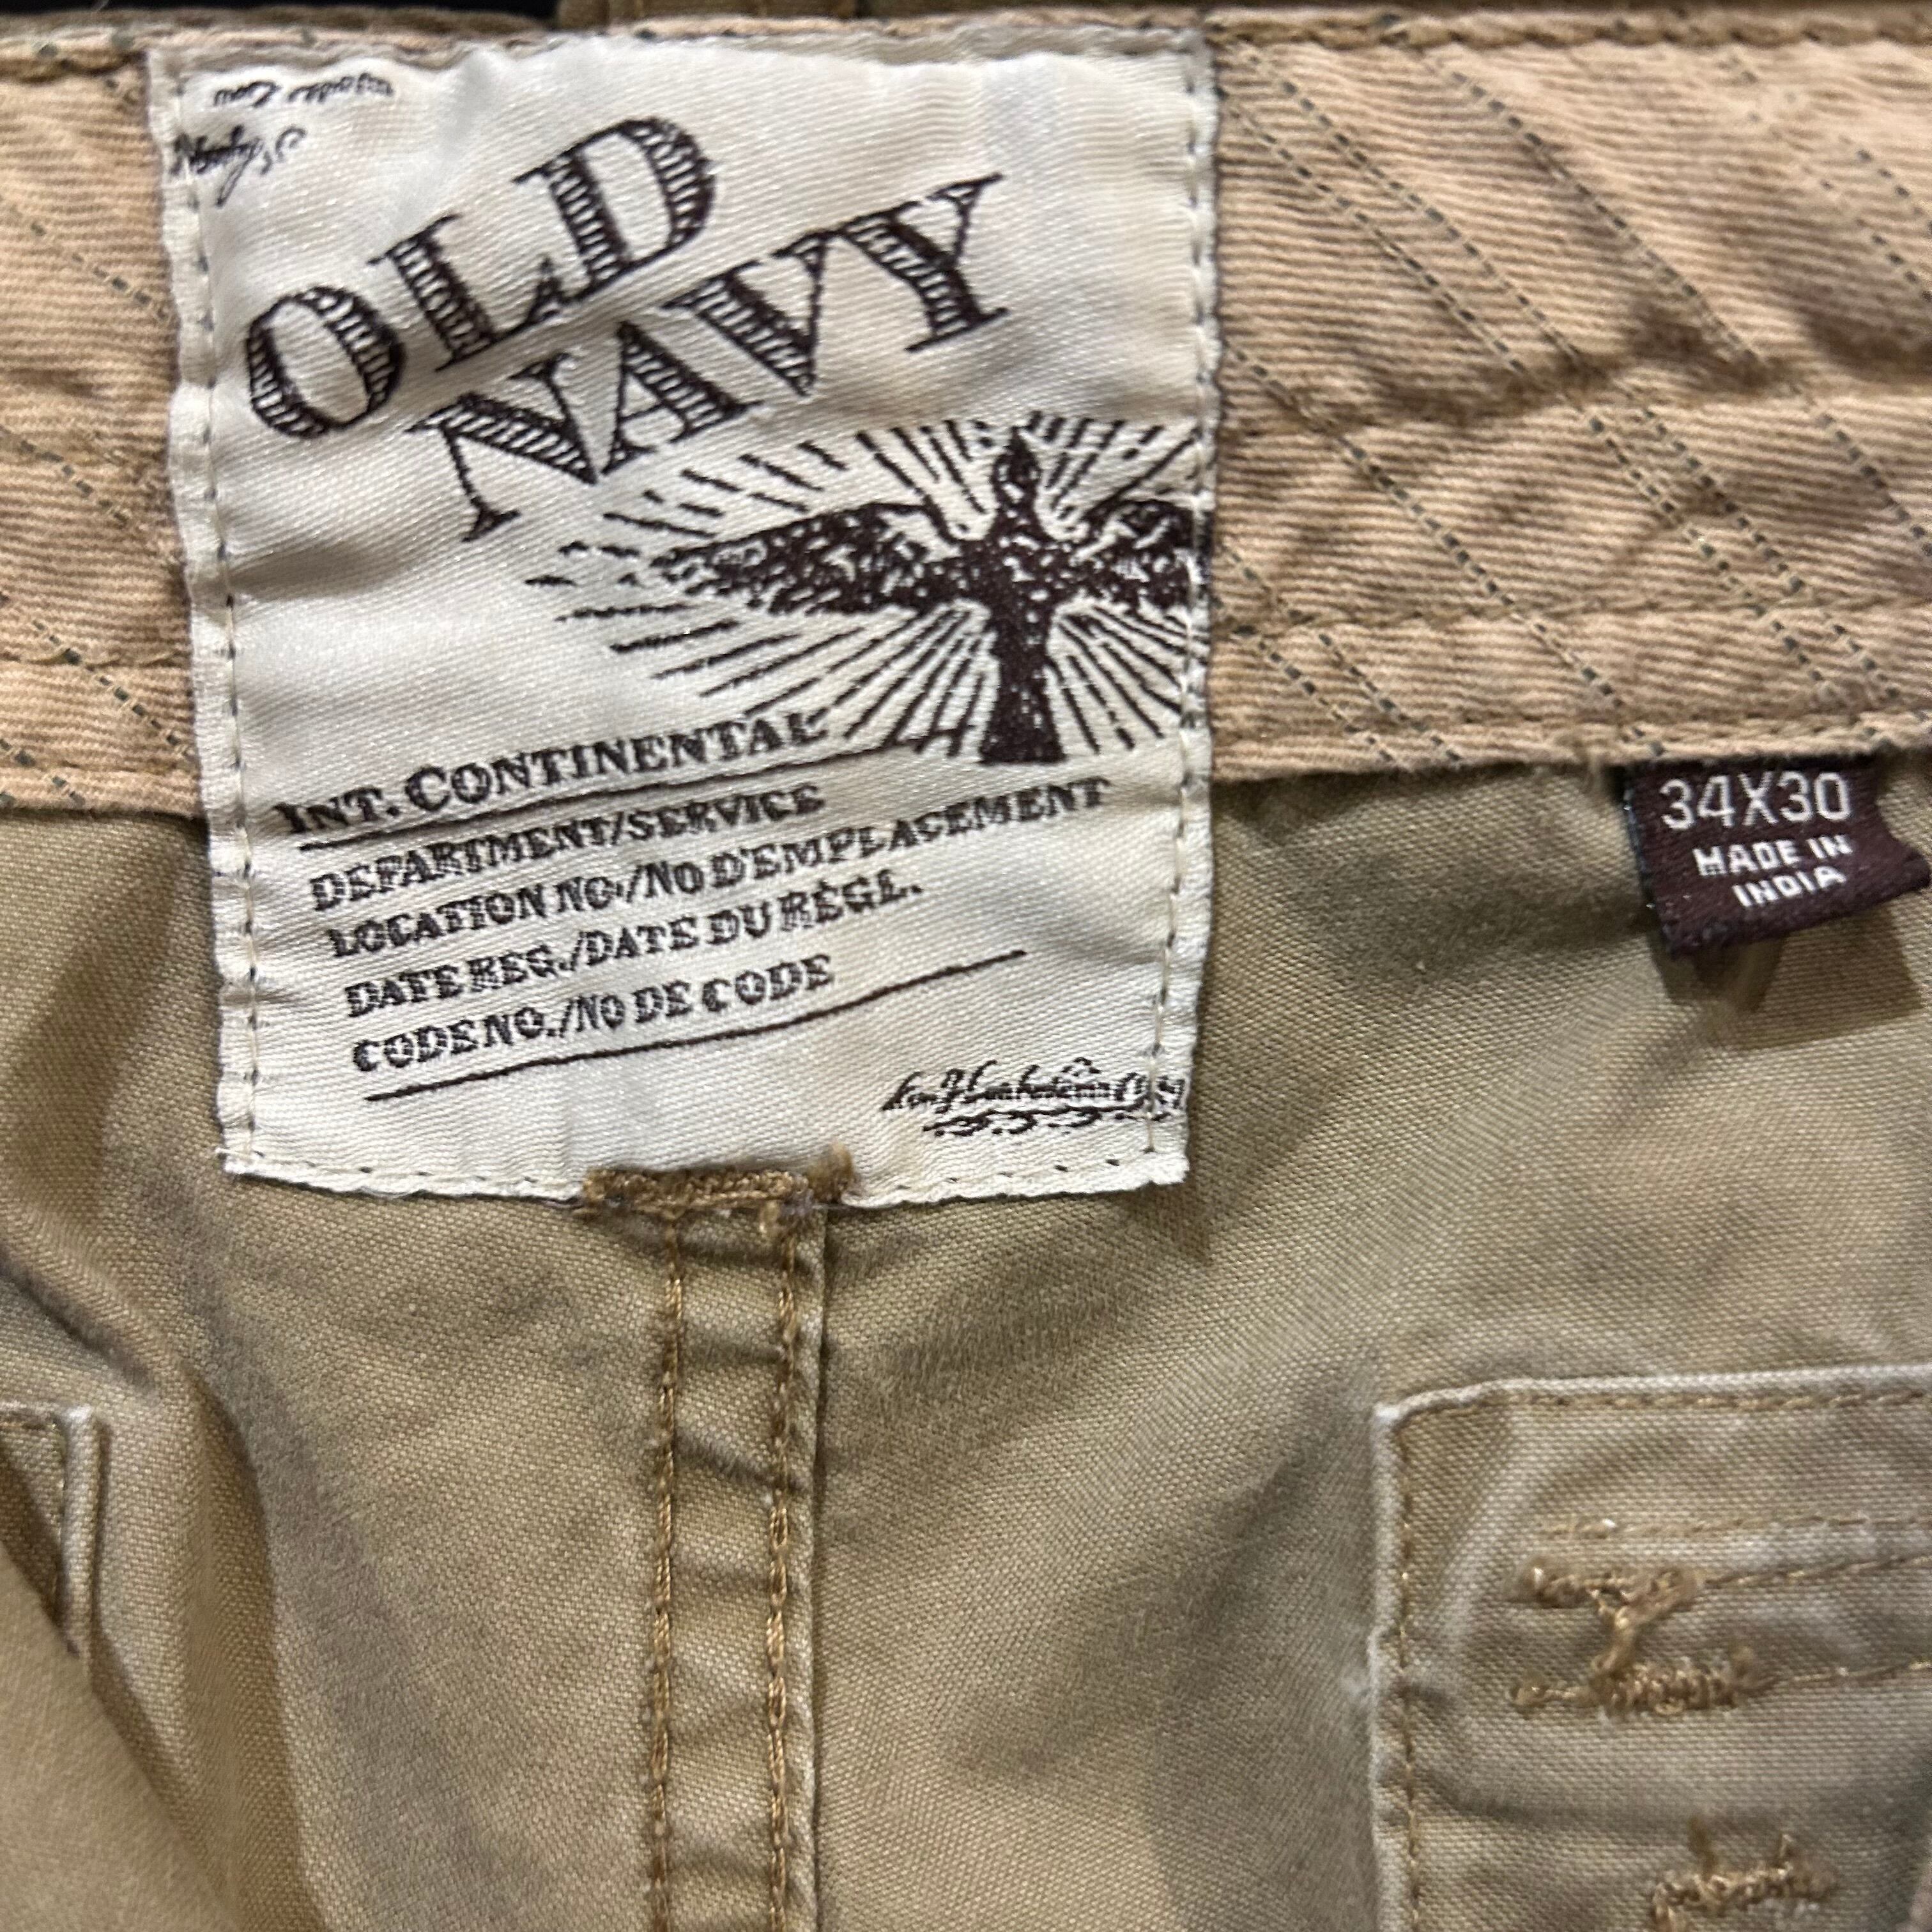 OLD
NAVY
INT. CONTINENTAL
DEPARTMENT/SERVICE
LOCATION NO./NO D'EMPLACEMENT
DATE REG./DATE DU RÉGL.
CODE NO./NO DE CODE
34X30
MADE IN
INDIA